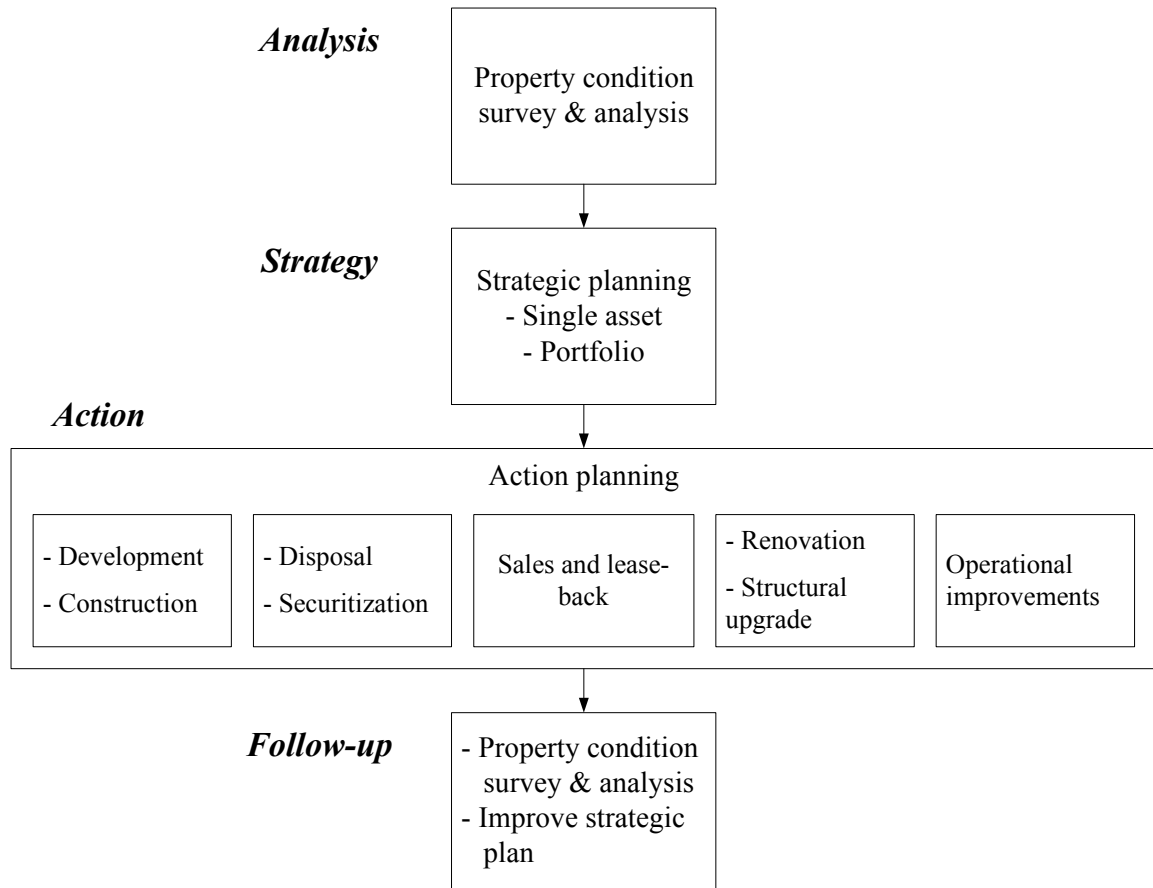 Analysis
Property condition
survey & analysis
Strategy
Strategic planning
- Single asset
- Portfolio
Action
Action planning
- Development
- Construction
- Disposal
- Securitization
Sales and lease-
back
- Renovation
- Structural
upgrade
Operational
improvements
Follow-up
- Property condition
survey & analysis
- Improve strategic
plan